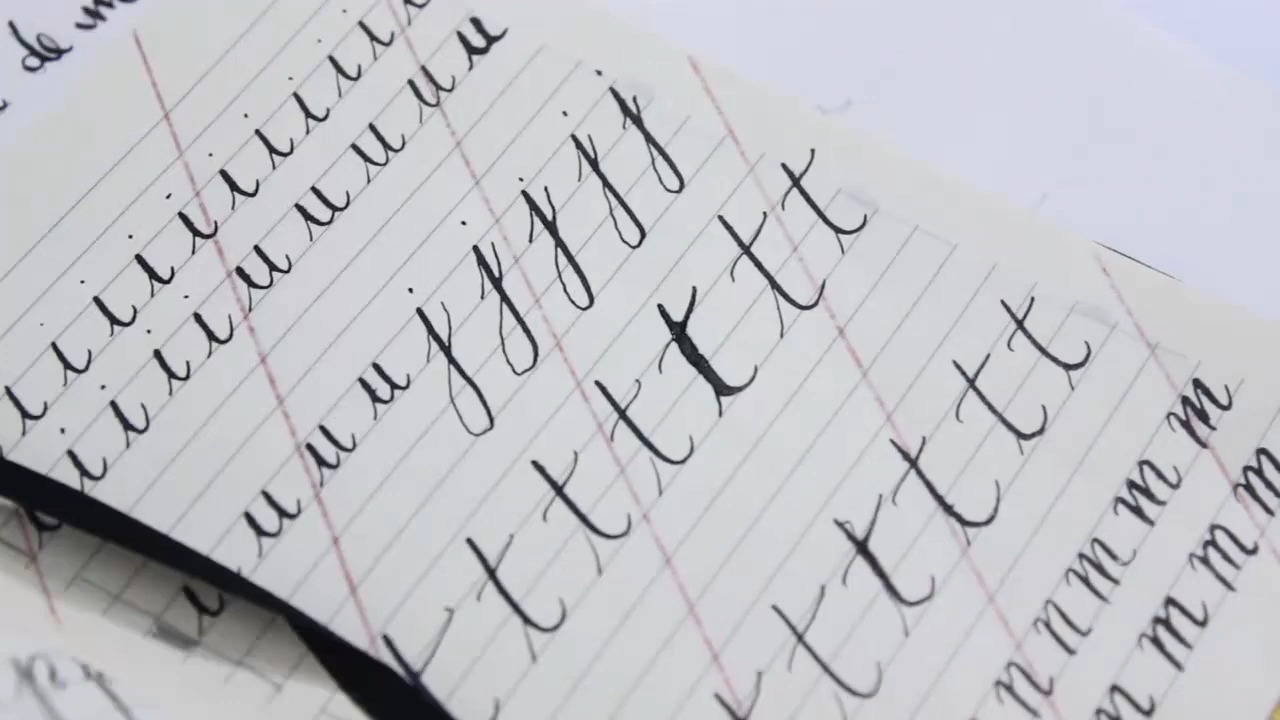 de
i i i i i i i i i i i
i i i i i u u u u u
i u u u j j j j j
t t t t t t t
t t t t t t
n n m m m
m m m m